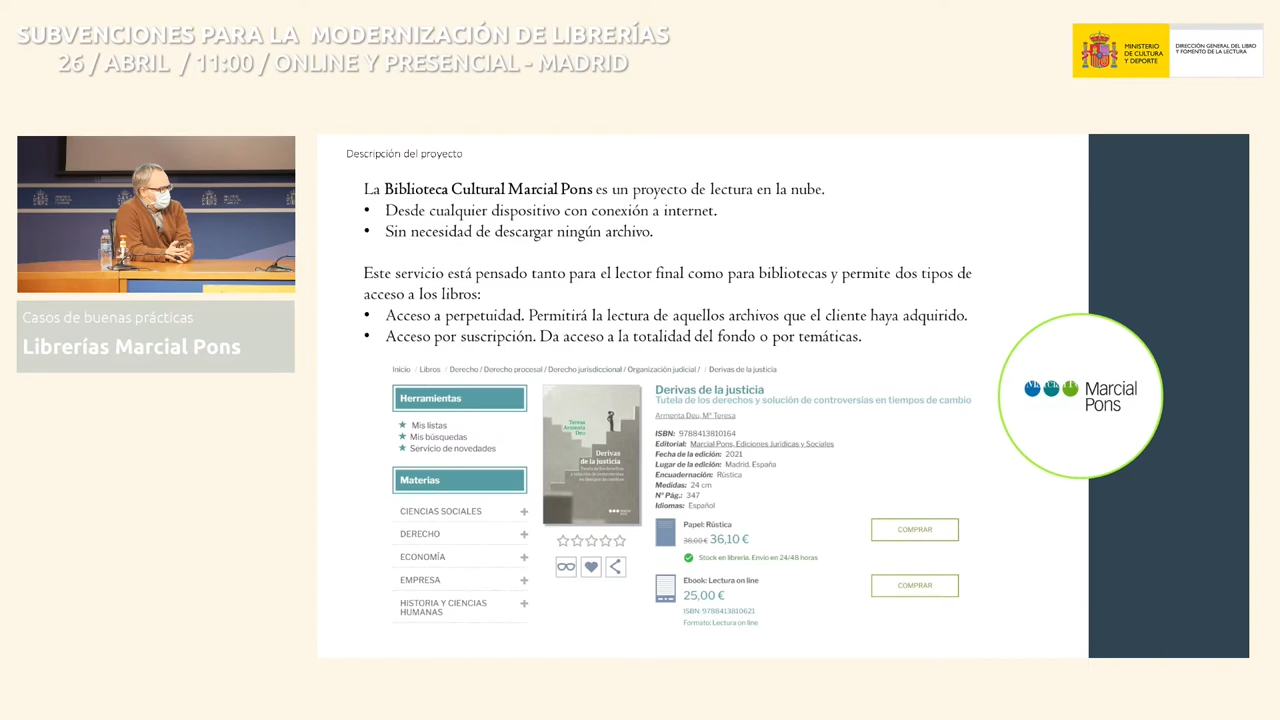 SUBVENCIONES PARA LA MODERNIZACIÓN DE LIBRERÍAS
26 / ABRIL / 11:00 / ONLINE Y PRESENCIAL - MADRID
MINISTERIO
DE CULTURA
Y DEPORTE
DIRECCIÓN GENERAL DEL LIBRO
Y FOMENTO DE LA LECTURA
Casos de buenas prácticas
Librerías Marcial Pons
Descripción del proyecto
La Biblioteca Cultural Marcial Pons es un proyecto de lectura en la nube.
• Desde cualquier dispositivo con conexión a internet.
• Sin necesidad de descargar ningún archivo.
Este servicio está pensado tanto para el lector final como para bibliotecas y permite dos tipos de
acceso a los libros:
• Acceso a perpetuidad. Permitirá la lectura de aquellos archivos que el cliente haya adquirido.
• Acceso por suscripción. Da acceso a la totalidad del fondo o por temáticas.
Inicio / Libros / Derecho / Derecho procesal / Derecho jurisdiccional / Organización judicial / / Derivas de la justicia
Herramientas
Mis listas
Mis búsquedas
Servicio de novedades
Materias
CIENCIAS SOCIALES +
DERECHO +
ECONOMÍA +
EMPRESA +
HISTORIA Y CIENCIAS +
HUMANAS
Teresa
Armenta
Deu
Derivas
de la justicia
Derivas de la justicia
Tutela de los derechos y solución de controversias en tiempos de cambio
Armenta Deu, Mª Teresa
ISBN: 9788413810164
Editorial: Marcial Pons, Ediciones Jurídicas y Sociales
Fecha de la edición: 2021
Lugar de la edición: Madrid. España
Encuadernación: Rústica
Medidas: 24 cm
Nº Pág.: 347
Idiomas: Español
Papel: Rústica
38,00 € 36,10 €
COMPRAR
Stock en librería. Envío en 24/48 horas
Ebook: Lectura on line
25,00 €
COMPRAR
ISBN: 9788413810621
Formato: Lectura on line
Marcial
Pons